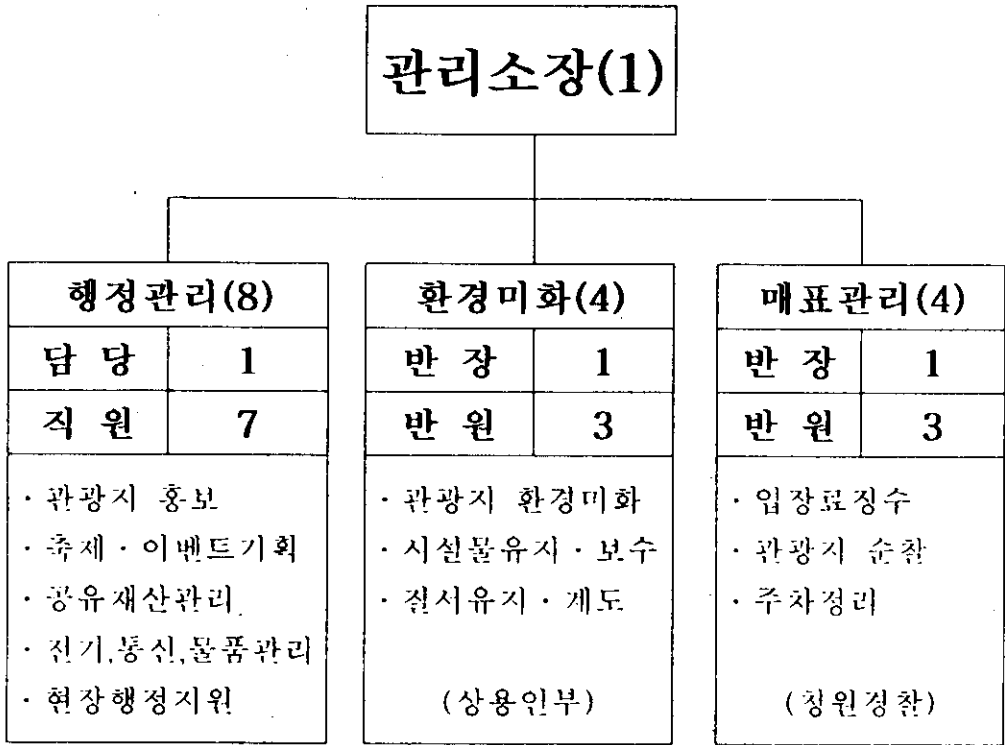 관리소장(1)
행정관리(8)
담 당 1
직 원 7
· 관광지 홍보
· 축제 · 이벤트기획
· 공유재산관리
· 전기,통신,물품관리
· 현장행정지원
환경미화(4)
반 장 1
반 원 3
· 관광지 환경미화
· 시설물유지 · 보수
· 질서유지 · 계도
(상용인부)
매표관리(4)
반 장 1
반 원 3
· 입장료징수
· 관광지 순찰
· 주차정리
(청원경찰)